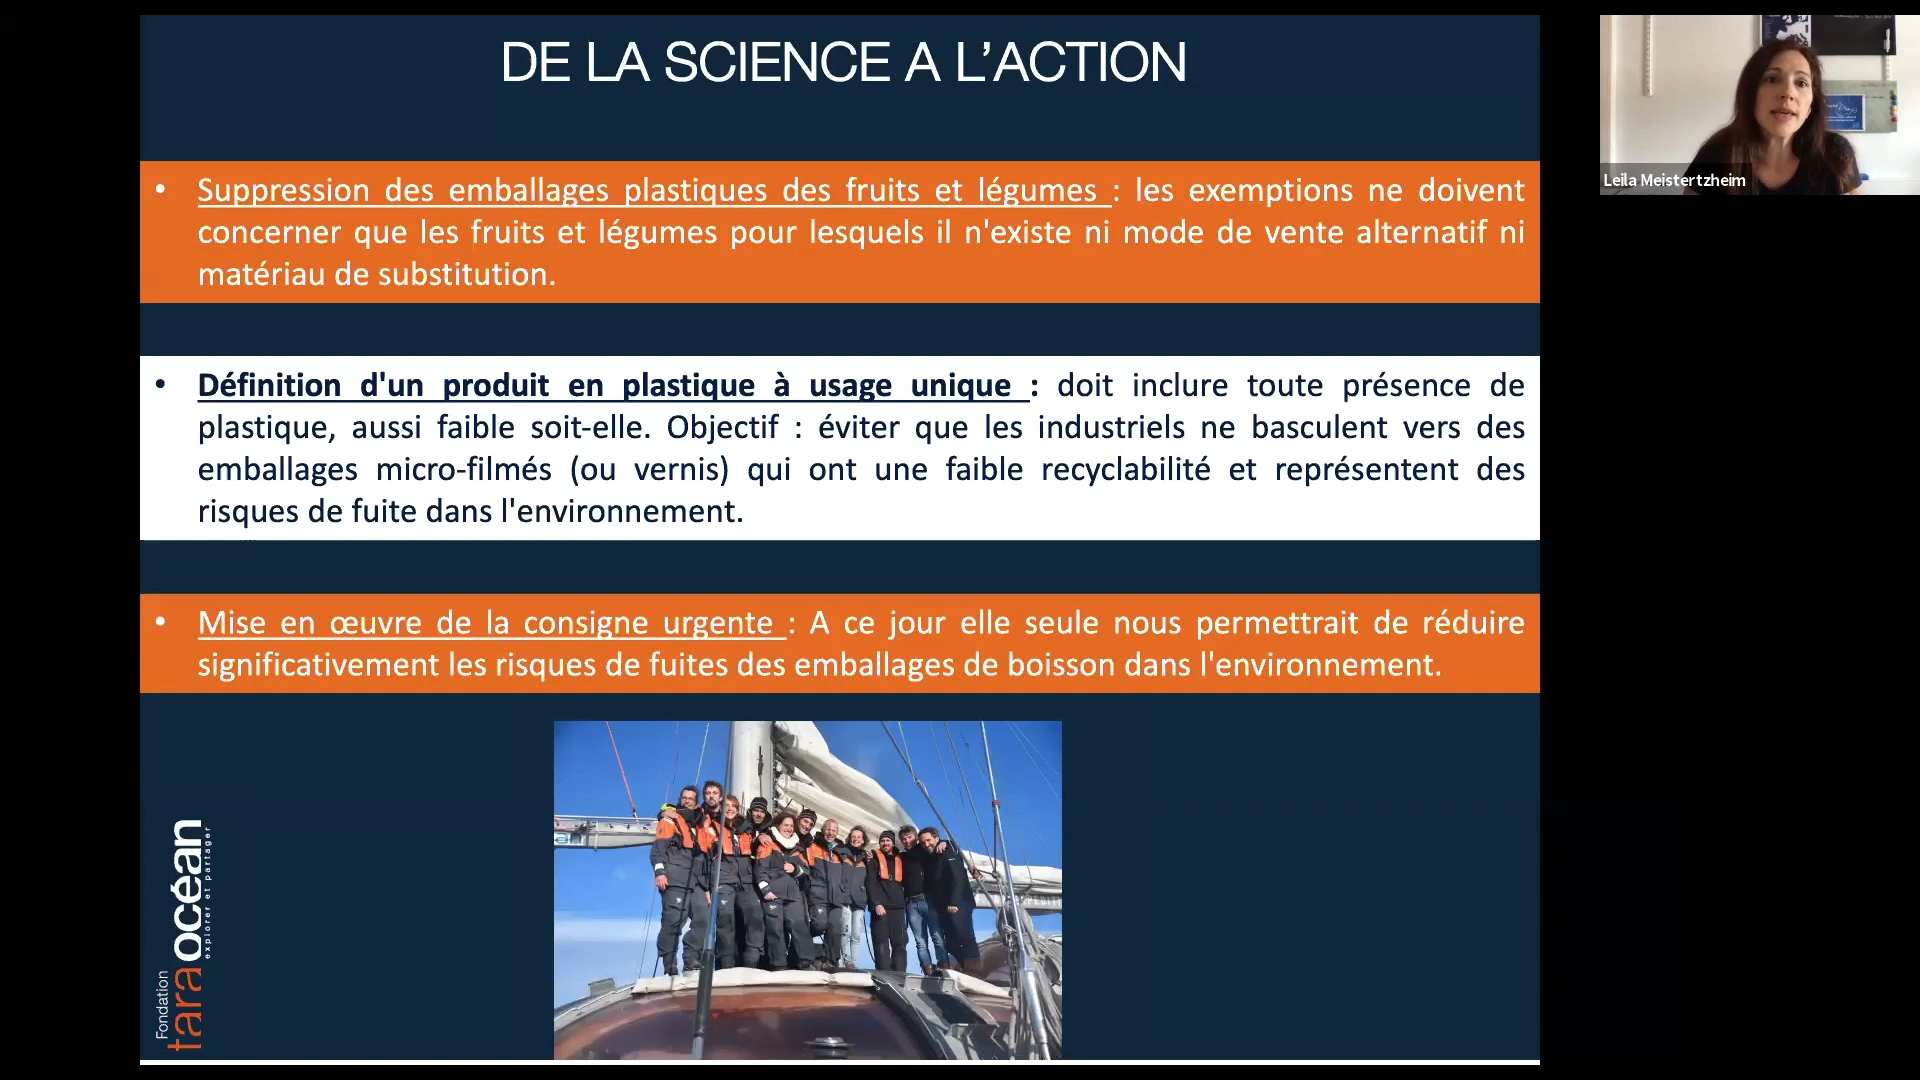 DE LA SCIENCE A L’ACTION
• Suppression des emballages plastiques des fruits et légumes : les exemptions ne doivent
concerner que les fruits et légumes pour lesquels il n'existe ni mode de vente alternatif ni
matériau de substitution.
• Définition d'un produit en plastique à usage unique : doit inclure toute présence de
plastique, aussi faible soit-elle. Objectif : éviter que les industriels ne basculent vers des
emballages micro-filmés (ou vernis) qui ont une faible recyclabilité et représentent des
risques de fuite dans l'environnement.
• Mise en œuvre de la consigne urgente : A ce jour elle seule nous permettrait de réduire
significativement les risques de fuites des emballages de boisson dans l'environnement.
Fondation
taraocéan
explorer et partager
Leila Meistertzheim